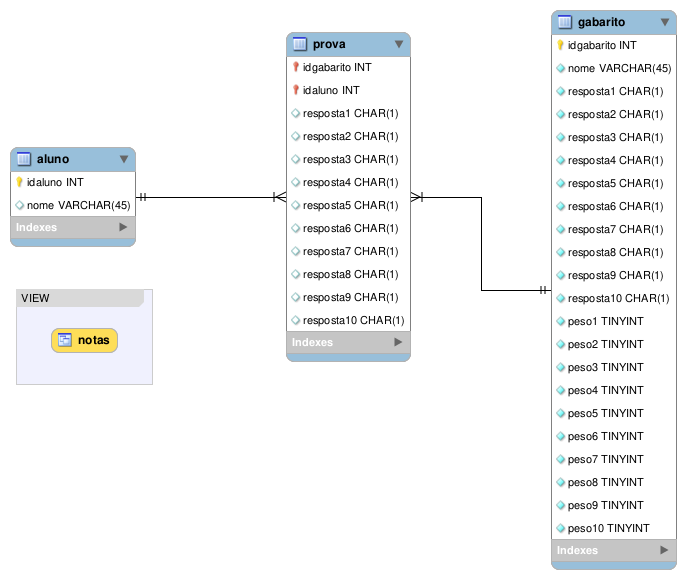 aluno
idaluno INT
nome VARCHAR(45)
Indexes
VIEW
notas
prova
idgabarito INT
idaluno INT
resposta1 CHAR(1)
resposta2 CHAR(1)
resposta3 CHAR(1)
resposta4 CHAR(1)
resposta5 CHAR(1)
resposta6 CHAR(1)
resposta7 CHAR(1)
resposta8 CHAR(1)
resposta9 CHAR(1)
resposta10 CHAR(1)
Indexes
gabarito
idgabarito INT
nome VARCHAR(45)
resposta1 CHAR(1)
resposta2 CHAR(1)
resposta3 CHAR(1)
resposta4 CHAR(1)
resposta5 CHAR(1)
resposta6 CHAR(1)
resposta7 CHAR(1)
resposta8 CHAR(1)
resposta9 CHAR(1)
resposta10 CHAR(1)
peso1 TINYINT
peso2 TINYINT
peso3 TINYINT
peso4 TINYINT
peso5 TINYINT
peso6 TINYINT
peso7 TINYINT
peso8 TINYINT
peso9 TINYINT
peso10 TINYINT
Indexes